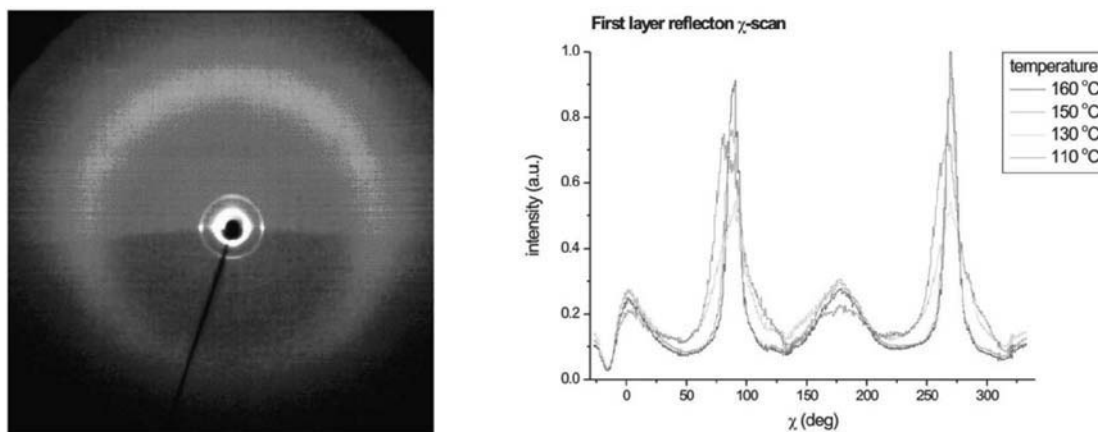 First layer reflecton χ-scan
1.0
0.8
0.6
0.4
0.2
0.0
intensity (a.u.)
0 50 100 150 200 250 300
χ (deg)
temperature
160 °C
150 °C
130 °C
110 °C